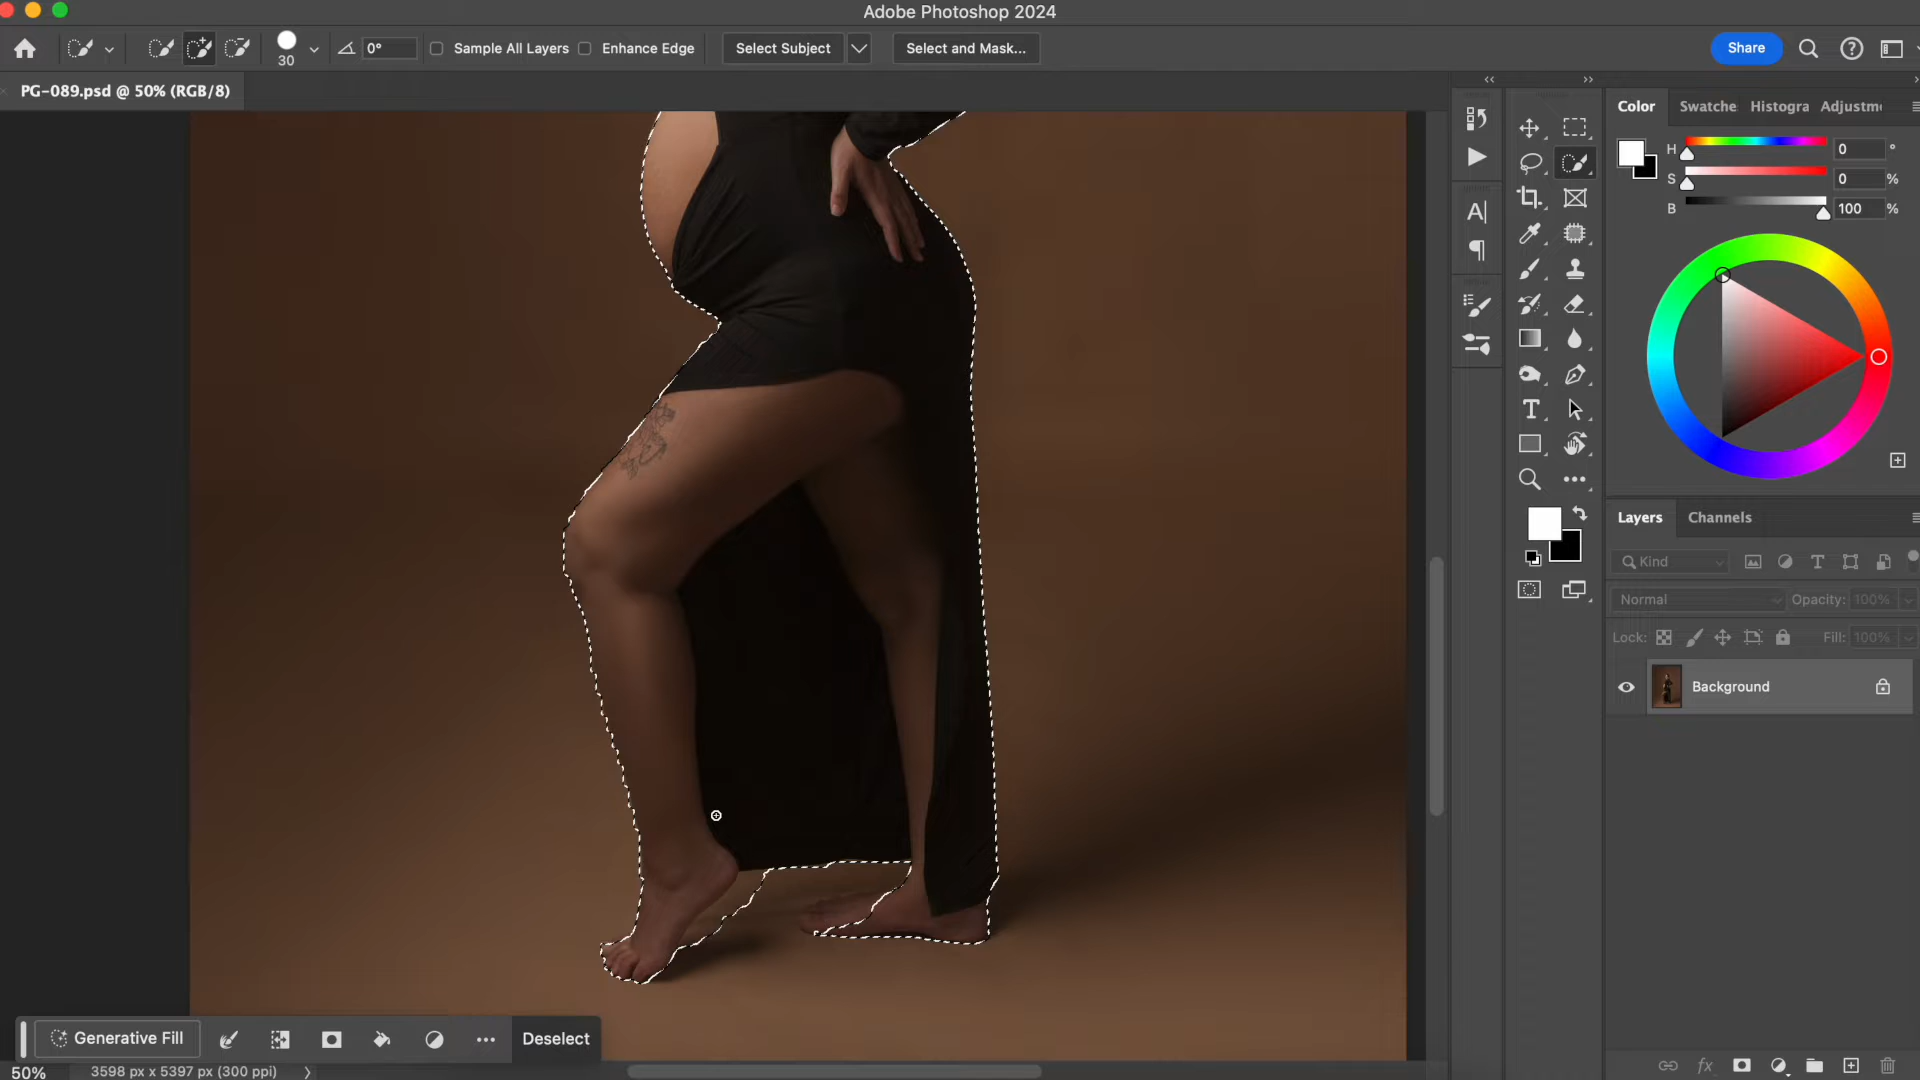 Adobe Photoshop 2024
30
0°
Sample All Layers
Enhance Edge
Select Subject
Select and Mask...
Share
PG-089.psd @ 50% (RGB/8)
Color
Swatche
Histogra
Adjustm
H
0
°
S
0
%
B
100
%
Layers
Channels
Kind
Normal
Opacity:
100%
Lock:
Fill:
100%
Background
Generative Fill
Deselect
50%
3598 px x 5397 px (300 ppi)
fx